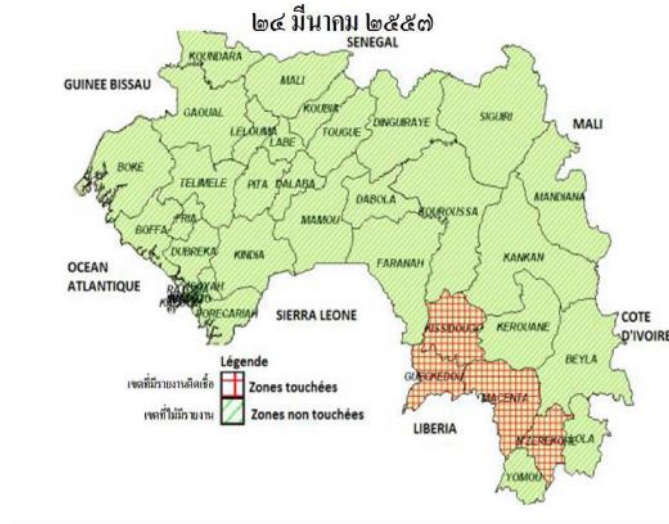 ๒๔ มีนาคม ๒๕๕๗
SENEGAL
KOUNDARA
GUINEE BISSAU
MALI
GAOUAL
KOUBIA
SIGUIRI
LELOUMA
TOUGUE
DINGUIRAYE
MALI
LABE
BOKE
TELIMELE
PITA
DALABA
DABOLA
MANDIANA
FRIA
MAMOU
KOUROUSSA
BOFFA
DUBREKA
KINDIA
KANKAN
FARANAH
OCEAN
ATLANTIQUE
FORECARIAH
SIERRA LEONE
KISSIDOUGO
KEROUANE
COTE
D'IVOIRE
BEYLA
Légende
เขตที่มีรายงานติดเชื้อ Zones touchées
เขตที่ไม่มีรายงาน Zones non touchées
GUECKEDOU
MACENTA
LIBERIA
N'ZEREKORE
LOLA
YOMOU